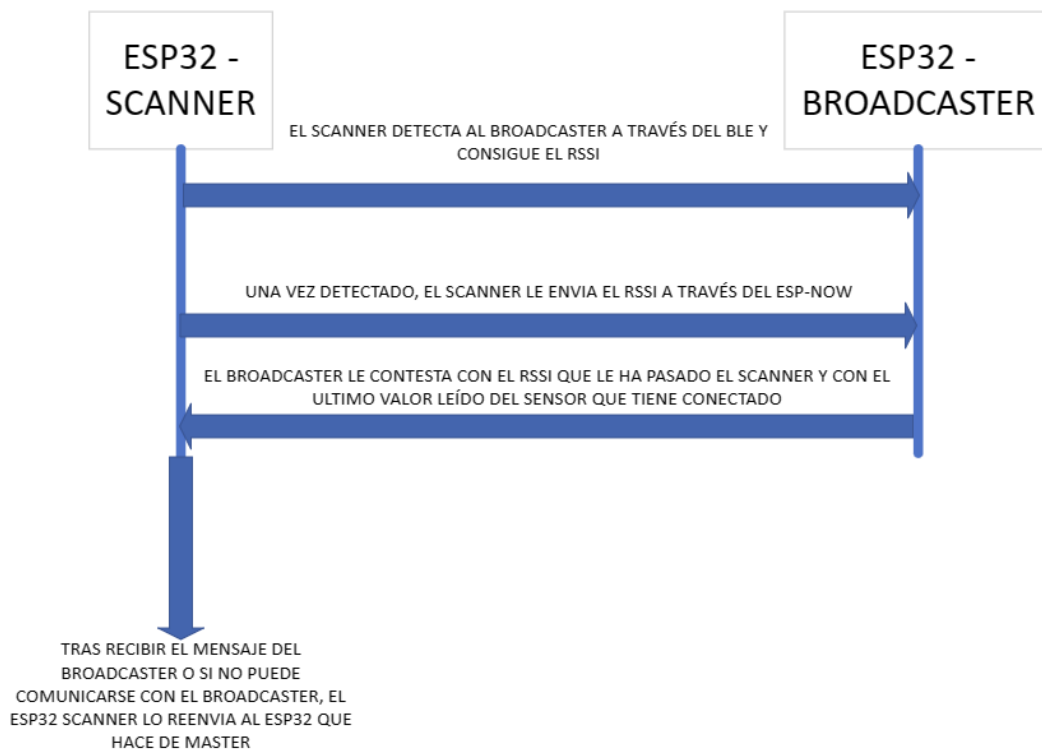 ESP32 -
SCANNER
ESP32 -
BROADCASTER
EL SCANNER DETECTA AL BROADCASTER A TRAVÉS DEL BLE Y
CONSIGUE EL RSSI
UNA VEZ DETECTADO, EL SCANNER LE ENVIA EL RSSI A TRAVÉS DEL ESP-NOW
EL BROADCASTER LE CONTESTA CON EL RSSI QUE LE HA PASADO EL SCANNER Y CON EL
ULTIMO VALOR LEÍDO DEL SENSOR QUE TIENE CONECTADO
TRAS RECIBIR EL MENSAJE DEL
BROADCASTER O SI NO PUEDE
COMUNICARSE CON EL BROADCASTER, EL
ESP32 SCANNER LO REENVIA AL ESP32 QUE
HACE DE MASTER